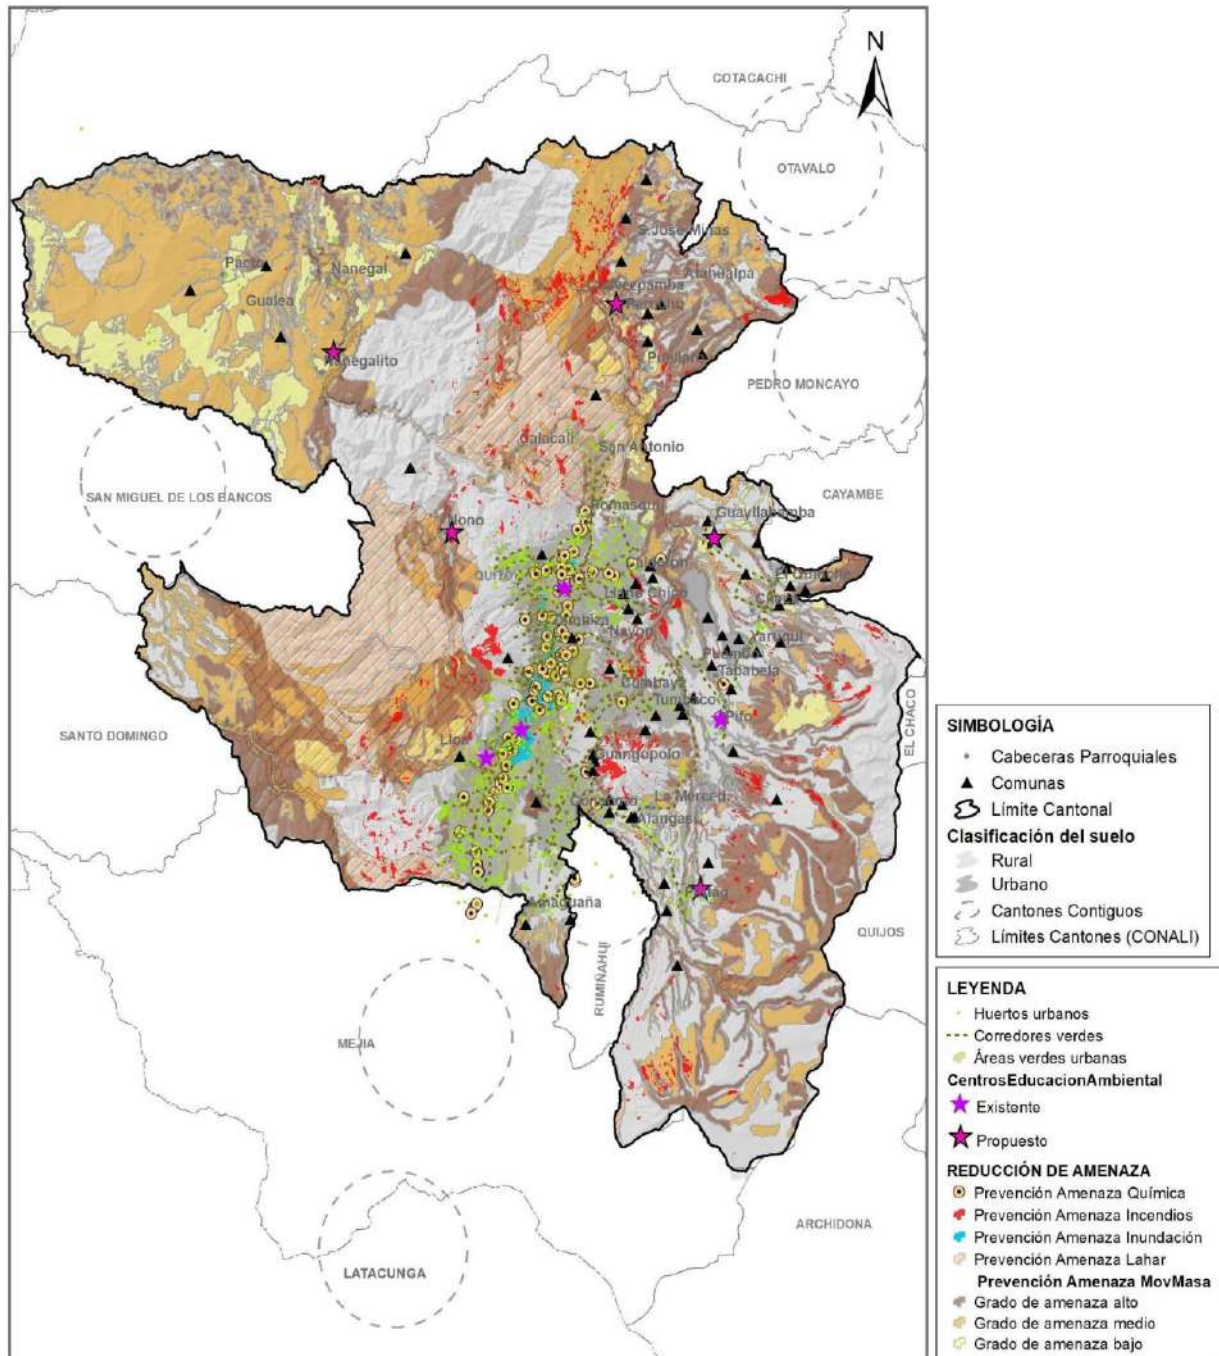 N
COTACACHI
OTAVALO
S.José Minas
Atahualpa
Pacto
Nanegal
Gualea
Perucho
Nanegalito
Puéllaro
PEDRO MONCAYO
Calacalí
San Antonio
SAN MIGUEL DE LOS BANCOS
CAYAMBE
Pomasqui
Guayllabamba
Nono
QUITO
Calderón
El Quinche
Llano Chico
Zámbiza
Nayón
Yaruquí
Puembo
Tababela
Cumbayá
Tumbaco
Pifo
EL CHACO
SANTO DOMINGO
Lloa
Guangopolo
La Merced
Conocoto
Alangasí
Pintag
Amaguaña
QUIJOS
RUMIÑAHUI
MEJIA
ARCHIDONA
LATACUNGA
SIMBOLOGÍA
Cabeceras Parroquiales
Comunas
Límite Cantonal
Clasificación del suelo
Rural
Urbano
Cantones Contiguos
Límites Cantones (CONALI)
LEYENDA
Huertos urbanos
Corredores verdes
Áreas verdes urbanas
CentrosEducacionAmbiental
Existente
Propuesto
REDUCCIÓN DE AMENAZA
Prevención Amenaza Química
Prevención Amenaza Incendios
Prevención Amenaza Inundación
Prevención Amenaza Lahar
Prevención Amenaza MovMasa
Grado de amenaza alto
Grado de amenaza medio
Grado de amenaza bajo